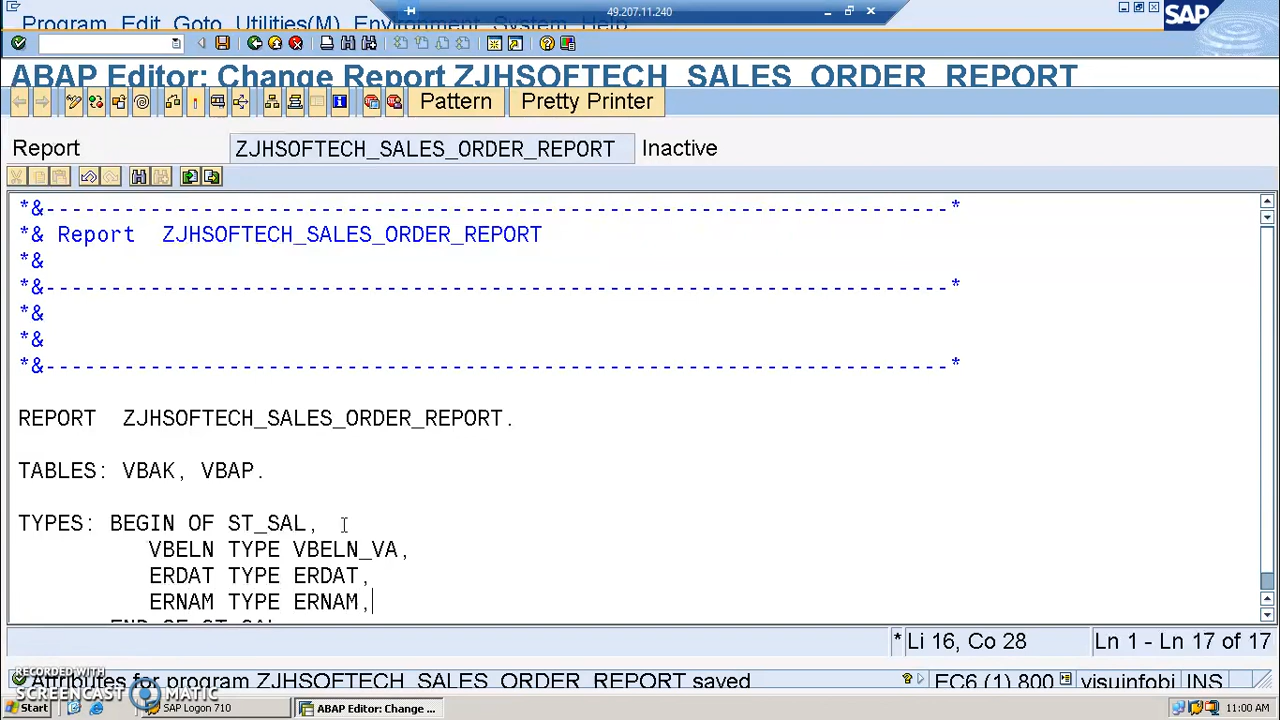 49.207.11.240
Program Edit Goto Utilities(M) Environment System Help
SAP
ABAP Editor: Change Report ZJHSOFTECH_SALES_ORDER_REPORT
Pattern Pretty Printer
Report ZJHSOFTECH_SALES_ORDER_REPORT Inactive
*&---------------------------------------------------------------------*
*& Report ZJHSOFTECH_SALES_ORDER_REPORT
*&
*&---------------------------------------------------------------------*
*&
*&
*&---------------------------------------------------------------------*
REPORT ZJHSOFTECH_SALES_ORDER_REPORT.
TABLES: VBAK, VBAP.
TYPES: BEGIN OF ST_SAL,
VBELN TYPE VBELN_VA,
ERDAT TYPE ERDAT,
ERNAM TYPE ERNAM,
END OF ST_SAL
* Li 16, Co 28 Ln 1 - Ln 17 of 17
Attributes for program ZJHSOFTECH_SALES_ORDER_REPORT saved EC6 (1) 800 visuinfobi INS
RECORDED WITH
SCREENCAST MATIC
Start SAP Logon 710 ABAP Editor: Change ... 11:00 AM